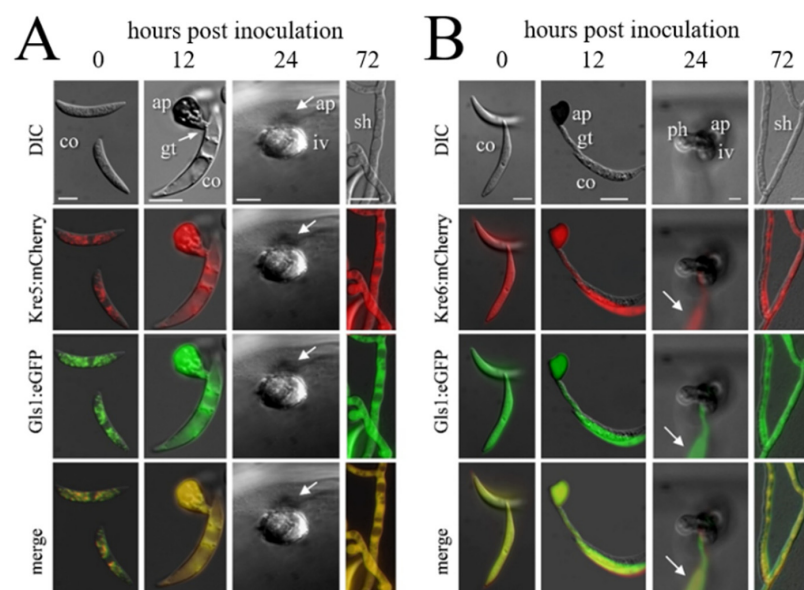 A
hours post inoculation
0 12 24 72
DIC
co
ap
gt
co
ap
iv
sh
Kre5:mCherry
Gls1:eGFP
merge
B
hours post inoculation
0 12 24 72
DIC
co
ap
gt
co
ph
ap
iv
sh
Kre6:mCherry
Gls1:eGFP
merge